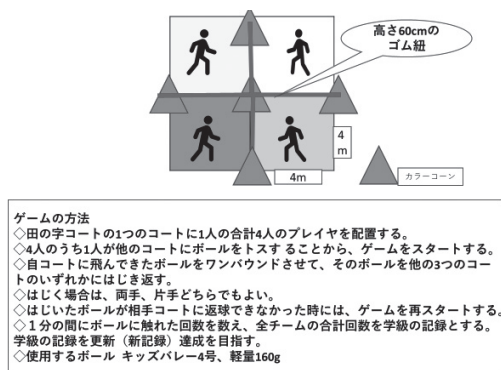 高さ60cmの
ゴム紐
4
m
4m
カラーコーン
ゲームの方法
◇田の字コートの1つのコートに1人の合計4人のプレイヤを配置する。
◇4人のうち1人が他のコートにボールをトスす ることから、ゲームをスタートする。
◇自コートに飛んできたボールをワンバウンドさせて、そのボールを他の3つのコー
トのいずれかにはじき返す。
◇はじく場合は、両手、片手どちらでもよい。
◇はじいたボールが相手コートに返球できなかった時には、ゲームを再スタートする。
◇１分の間にボールに触れた回数を数え、全チームの合計回数を学級の記録とする。
学級の記録を更新（新記録）達成を目指す。
◇使用するボール キッズバレー4号、軽量160g